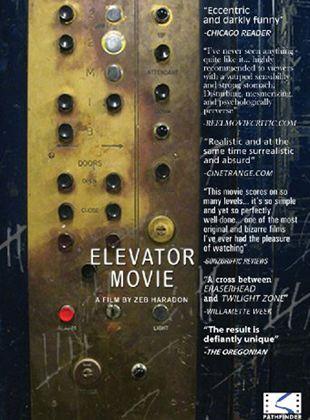 "Eccentric
and darkly funny"
-CHICAGO READER
"I've never seen anything
quite like it... highly
recommended to viewers
with a warped sensibility
and strong stomach.
Disturbing, mesmerizing,
and psychologically
perverse"
-REELMOVIECRITIC.COM
"Realistic and at the
same time surrealistic
and absurd"
-CINETRANGE.COM
"This movie scores on so
many levels... it's so simple
and yet so perfectly
well-done... one of the most
original and bizarre films
I've ever had the pleasure
of watching"
-GONZORIFFIC REVIEWS
"A cross between
ERASERHEAD
and TWILIGHT ZONE"
-WILLAMETTE WEEK
"The result is
defiantly unique"
-THE OREGONIAN
M
ATTENDANT
B
DOORS
OPEN
CLOSE
ELEVATOR
MOVIE
A FILM BY ZEB HARADON
ALARM
STOP
LIGHT
PATHFINDER